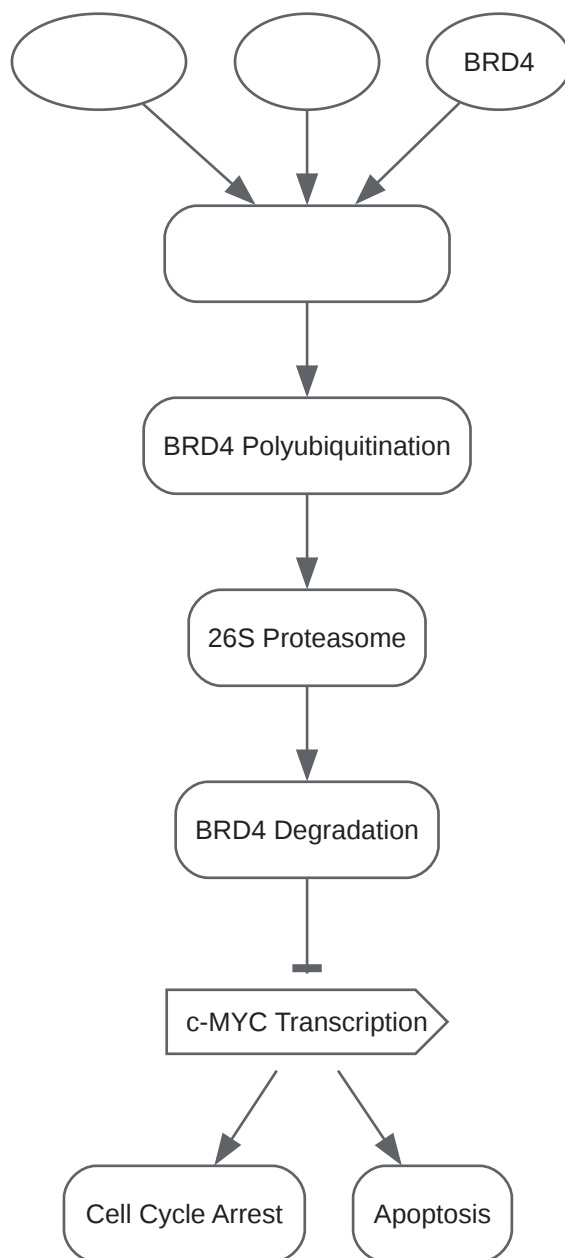 BRD4
BRD4 Polyubiquitination
26S Proteasome
BRD4 Degradation
c-MYC Transcription
Cell Cycle Arrest
Apoptosis